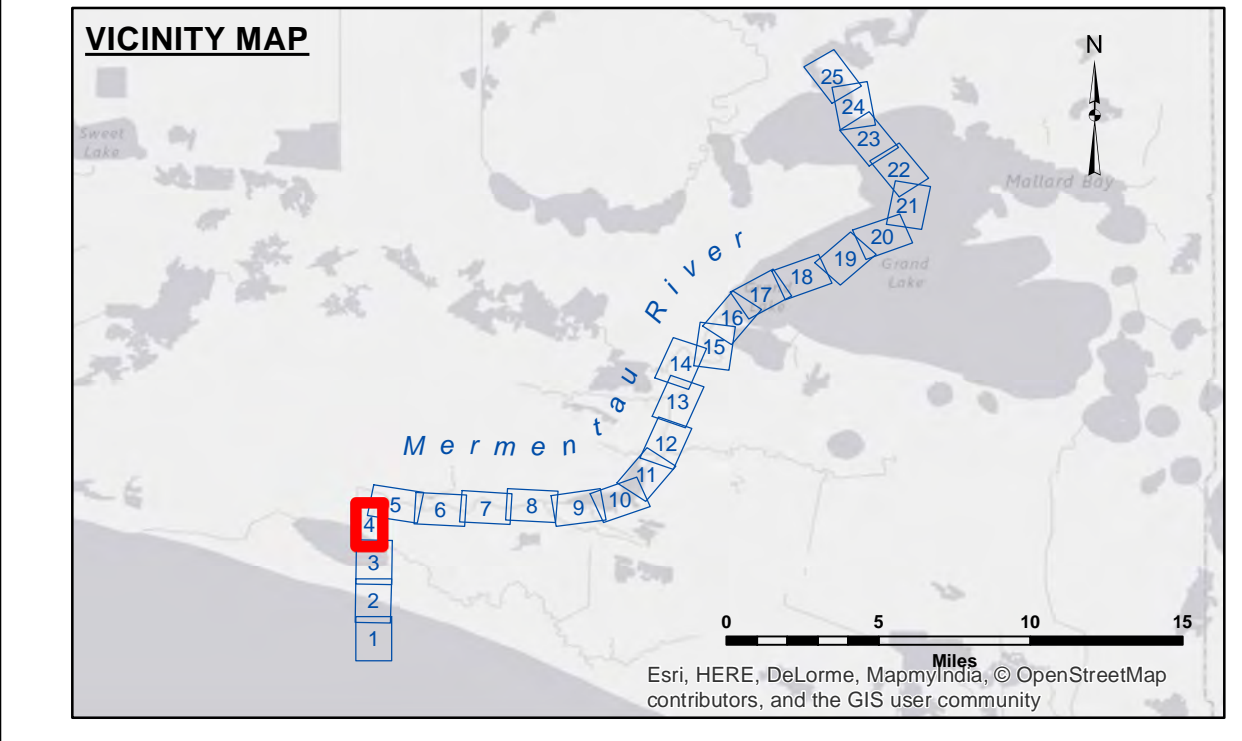 VICINITY MAP
N
Sweet
Lake
25
24
23
22
Mallard Bay
21
20
19
Grand
Lake
18
17
16
15
14
13
12
11
10
9
8
7
6
5
4
3
2
1
Mermentau River
0 5 10 15
Miles
Esri, HERE, DeLorme, MapmyIndia, © OpenStreetMap
contributors, and the GIS user community